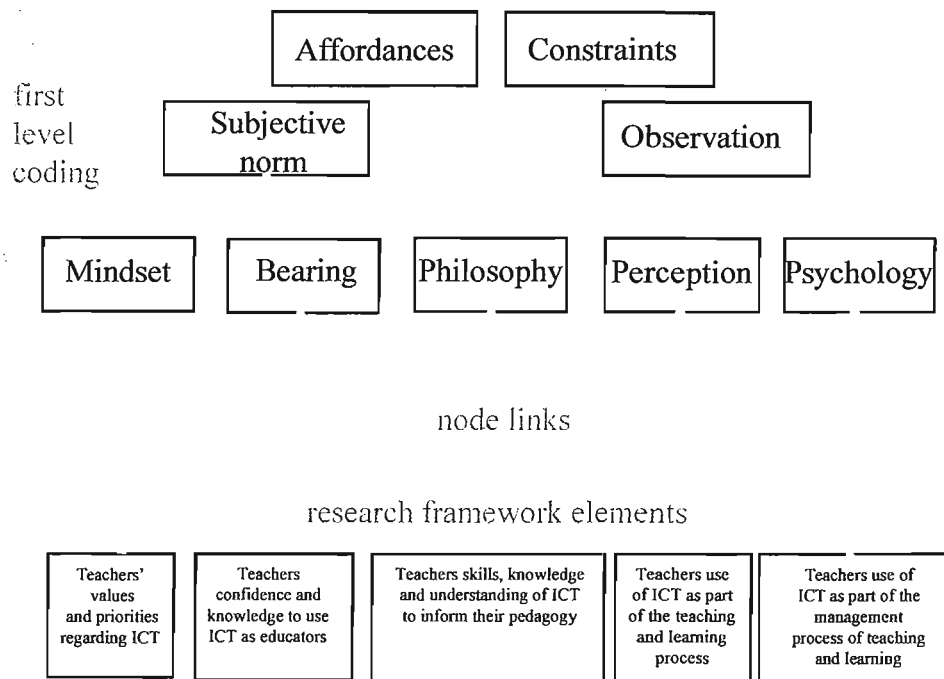 Affordances
Constraints
first
level
coding
Subjective
norm
Observation
Mindset
Bearing
Philosophy
Perception
Psychology
node links
research framework elements
Teachers'
values
and priorities
regarding ICT
Teachers
confidence and
knowledge to use
ICT as educators
Teachers skills, knowledge
and understanding of ICT
to inform their pedagogy
Teachers use
of ICT as part
of the teaching
and learning
process
Teachers use of
ICT as part of the
management
process of teaching
and learning